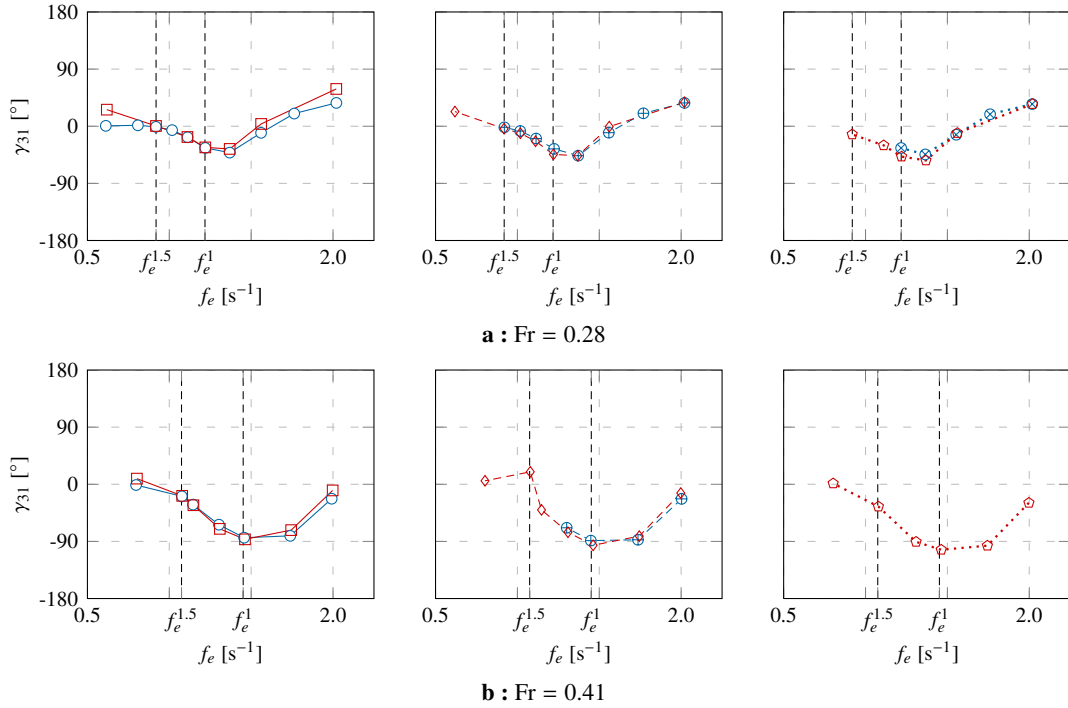 180
90
0
-90
-180
γ₃₁ [°]
0.5 f_e^{1.5} f_e^1 2.0
f_e [s⁻¹]
0.5 f_e^{1.5} f_e^1 2.0
f_e [s⁻¹]
0.5 f_e^{1.5} f_e^1 2.0
f_e [s⁻¹]
a : Fr = 0.28
180
90
0
-90
-180
γ₃₁ [°]
0.5 f_e^{1.5} f_e^1 2.0
f_e [s⁻¹]
0.5 f_e^{1.5} f_e^1 2.0
f_e [s⁻¹]
0.5 f_e^{1.5} f_e^1 2.0
f_e [s⁻¹]
b : Fr = 0.41